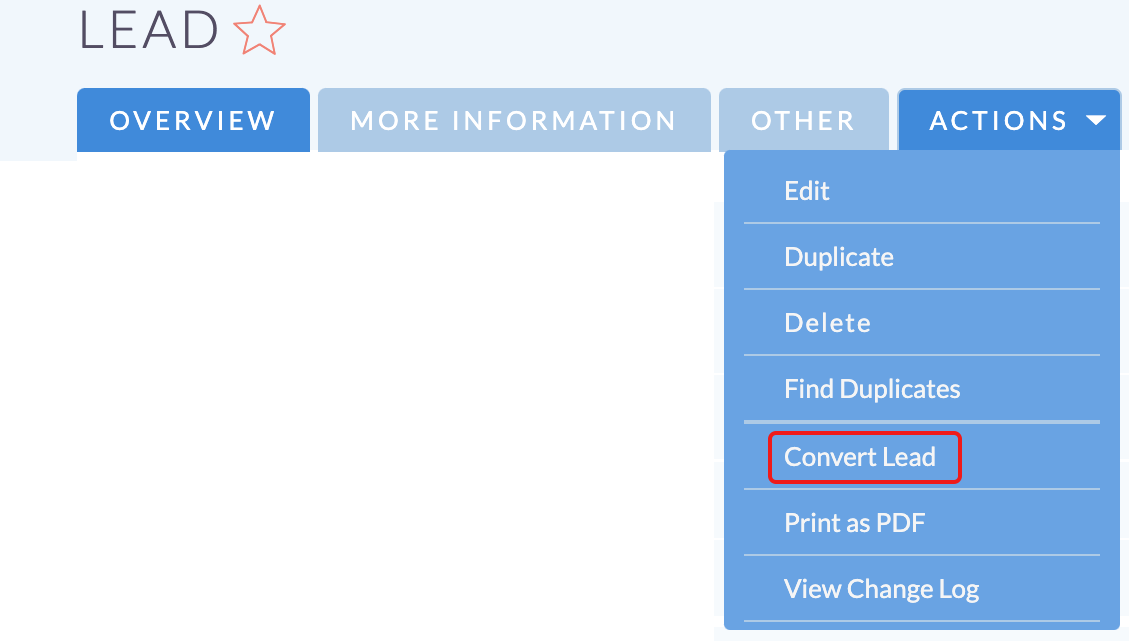 LEAD
OVERVIEW MORE INFORMATION OTHER ACTIONS
Edit
Duplicate
Delete
Find Duplicates
Convert Lead
Print as PDF
View Change Log